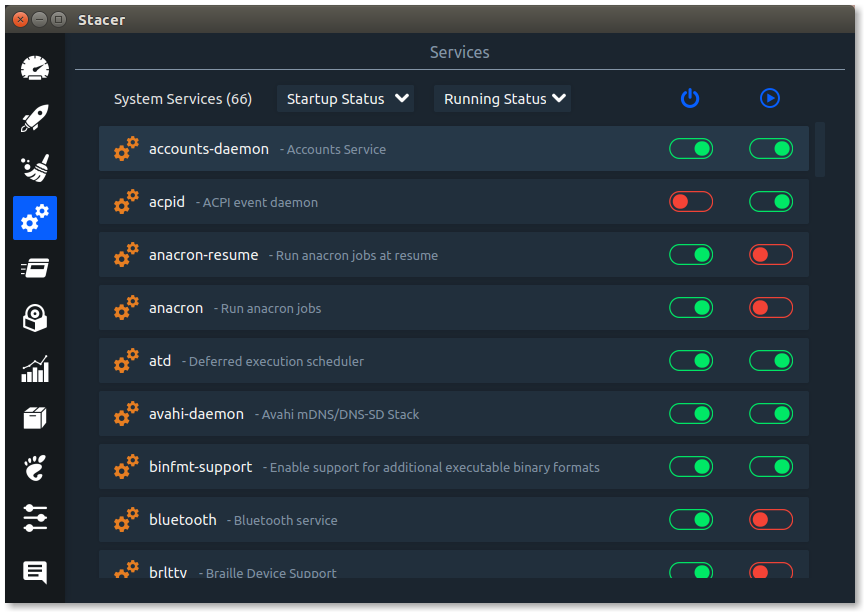 Stacer
Services
System Services (66) Startup Status Running Status
accounts-daemon - Accounts Service
acpid - ACPI event daemon
anacron-resume - Run anacron jobs at resume
anacron - Run anacron jobs
atd - Deferred execution scheduler
avahi-daemon - Avahi mDNS/DNS-SD Stack
binfmt-support - Enable support for additional executable binary formats
bluetooth - Bluetooth service
brltty - Braille Device Support